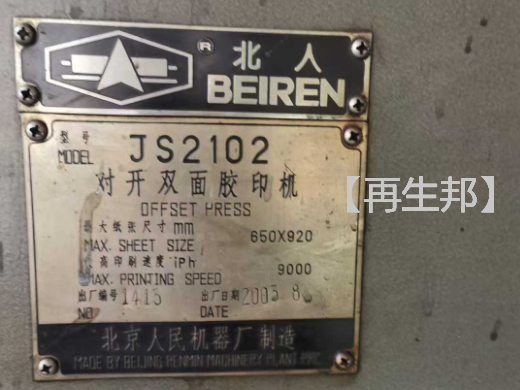 ® 北人
BEIREN
型号 JS2102
MODEL
对开双面胶印机
OFFSET PRESS
最大纸张尺寸mm
MAX. SHEET SIZE 650X920
最高印刷速度iph
MAX. PRINTING SPEED 9000
出厂编号 1413 出厂日期 2003 8
NO DATE
北京人民机器厂制造
MADE BY BEIJING RENMIN MACHINERY PLANT PRC
【再生邦】